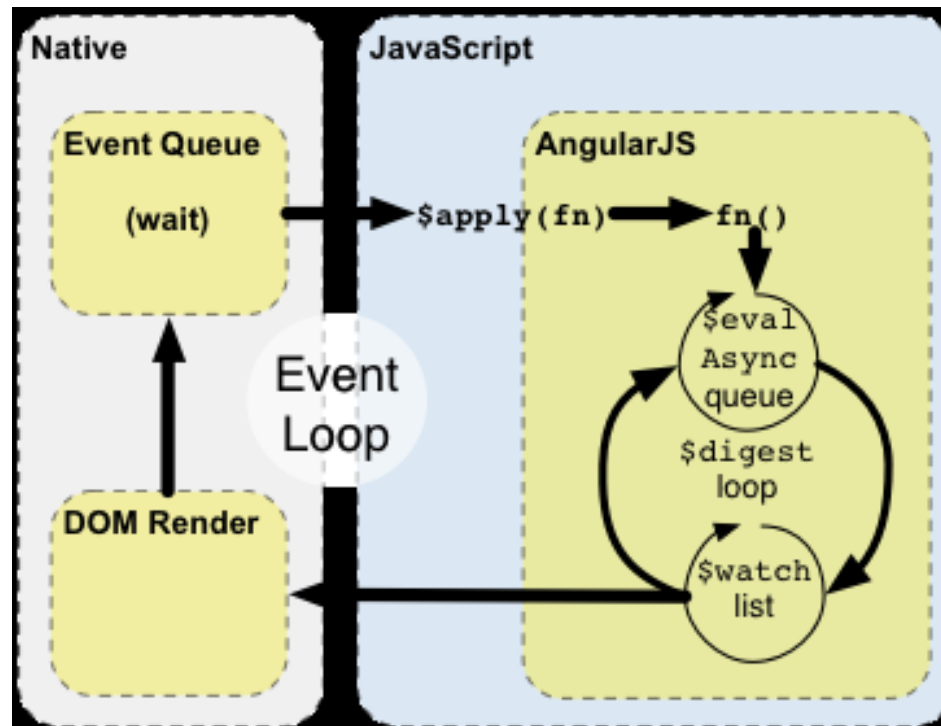 Native
JavaScript
Event Queue
(wait)
AngularJS
$apply(fn)
fn()
$eval
Async
queue
Event
Loop
$digest
loop
DOM Render
$watch
list